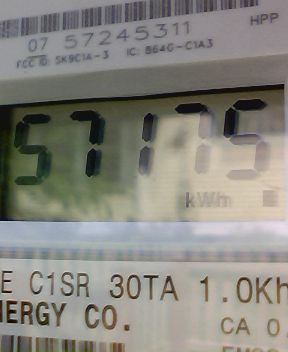 07 57245311
HPP
FCC ID: SK9C1A-3 IC: 864G-C1A3
57175
kWh
E C1SR 30TA 1.0Kh
NERGY CO.
CA 0.